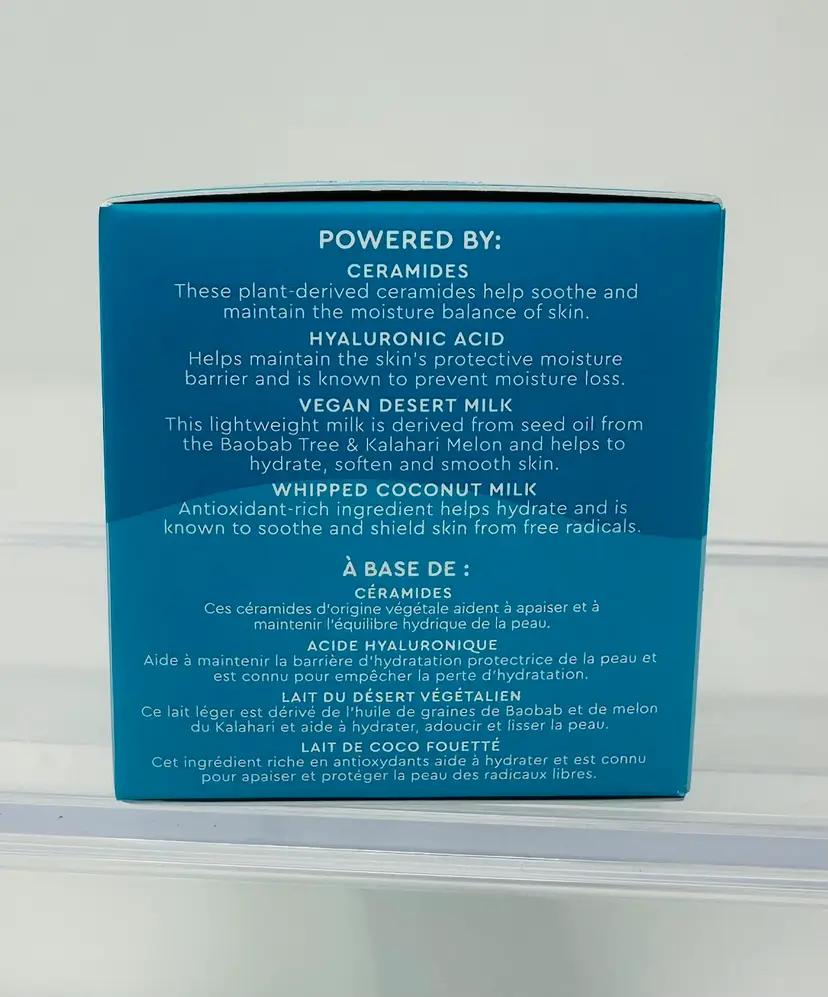 POWERED BY:
CERAMIDES
These plant-derived ceramides help soothe and
maintain the moisture balance of skin.
HYALURONIC ACID
Helps maintain the skin's protective moisture
barrier and is known to prevent moisture loss.
VEGAN DESERT MILK
This lightweight milk is derived from seed oil from
the Baobab Tree & Kalahari Melon and helps to
hydrate, soften and smooth skin.
WHIPPED COCONUT MILK
Antioxidant-rich ingredient helps hydrate and is
known to soothe and shield skin from free radicals.
À BASE DE :
CÉRAMIDES
Ces céramides d'origine végétale aident à apaiser et à
maintenir l'équilibre hydrique de la peau.
ACIDE HYALURONIQUE
Aide à maintenir la barrière d'hydratation protectrice de la peau et
est connu pour empêcher la perte d'hydratation.
LAIT DU DÉSERT VÉGÉTALIEN
Ce lait léger est dérivé de l'huile de graines de Baobab et de melon
du Kalahari et aide à hydrater, adoucir et lisser la peau.
LAIT DE COCO FOUETTÉ
Cet ingrédient riche en antioxydants aide à hydrater et est connu
pour apaiser et protéger la peau des radicaux libres.